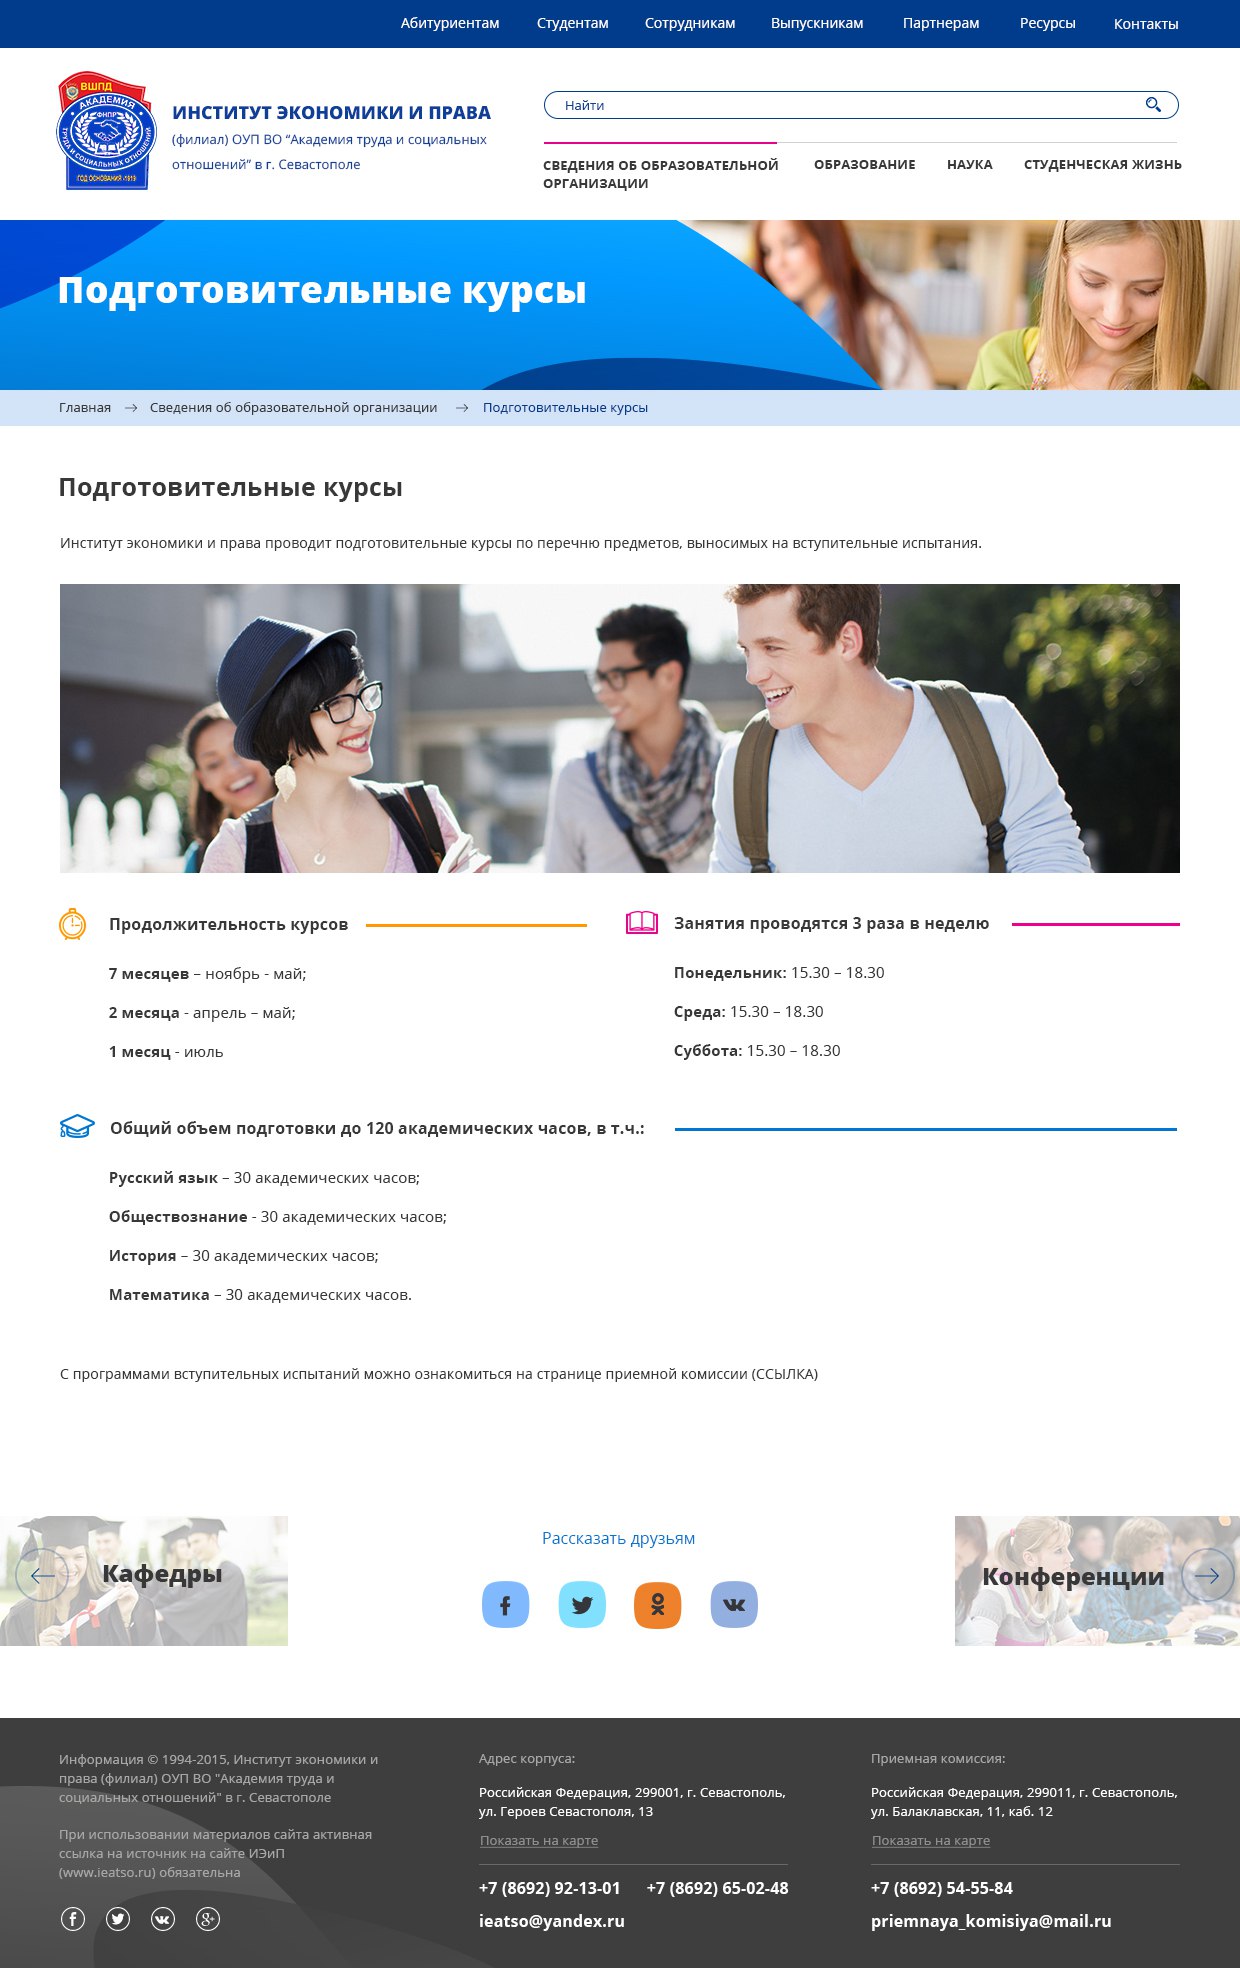 Абитуриентам Студентам Сотрудникам Выпускникам Партнерам Ресурсы Контакты
ВШПД
АКАДЕМИЯ
ФНПР
ТРУДА И СОЦИАЛЬНЫХ ОТНОШЕНИЙ
ГОД ОСНОВАНИЯ 1919
ИНСТИТУТ ЭКОНОМИКИ И ПРАВА
(филиал) ОУП ВО “Академия труда и социальных
отношений” в г. Севастополе
Найти
СВЕДЕНИЯ ОБ ОБРАЗОВАТЕЛЬНОЙ
ОРГАНИЗАЦИИ
ОБРАЗОВАНИЕ НАУКА СТУДЕНЧЕСКАЯ ЖИЗНЬ
Подготовительные курсы
Главная → Сведения об образовательной организации → Подготовительные курсы
Подготовительные курсы
Институт экономики и права проводит подготовительные курсы по перечню предметов, выносимых на вступительные испытания.
Продолжительность курсов
7 месяцев – ноябрь - май;
2 месяца - апрель – май;
1 месяц - июль
Занятия проводятся 3 раза в неделю
Понедельник: 15.30 – 18.30
Среда: 15.30 – 18.30
Суббота: 15.30 – 18.30
Общий объем подготовки до 120 академических часов, в т.ч.:
Русский язык – 30 академических часов;
Обществознание - 30 академических часов;
История – 30 академических часов;
Математика – 30 академических часов.
С программами вступительных испытаний можно ознакомиться на странице приемной комиссии (ССЫЛКА)
Кафедры
Рассказать друзьям
Конференции
Информация © 1994-2015, Институт экономики и
права (филиал) ОУП ВО "Академия труда и
социальных отношений" в г. Севастополе
При использовании материалов сайта активная
ссылка на источник на сайте ИЭиП
(www.ieatso.ru) обязательна
Адрес корпуса:
Российская Федерация, 299001, г. Севастополь,
ул. Героев Севастополя, 13
Показать на карте
+7 (8692) 92-13-01 +7 (8692) 65-02-48
ieatso@yandex.ru
Приемная комиссия:
Российская Федерация, 299011, г. Севастополь,
ул. Балаклавская, 11, каб. 12
Показать на карте
+7 (8692) 54-55-84
priemnaya_komisiya@mail.ru